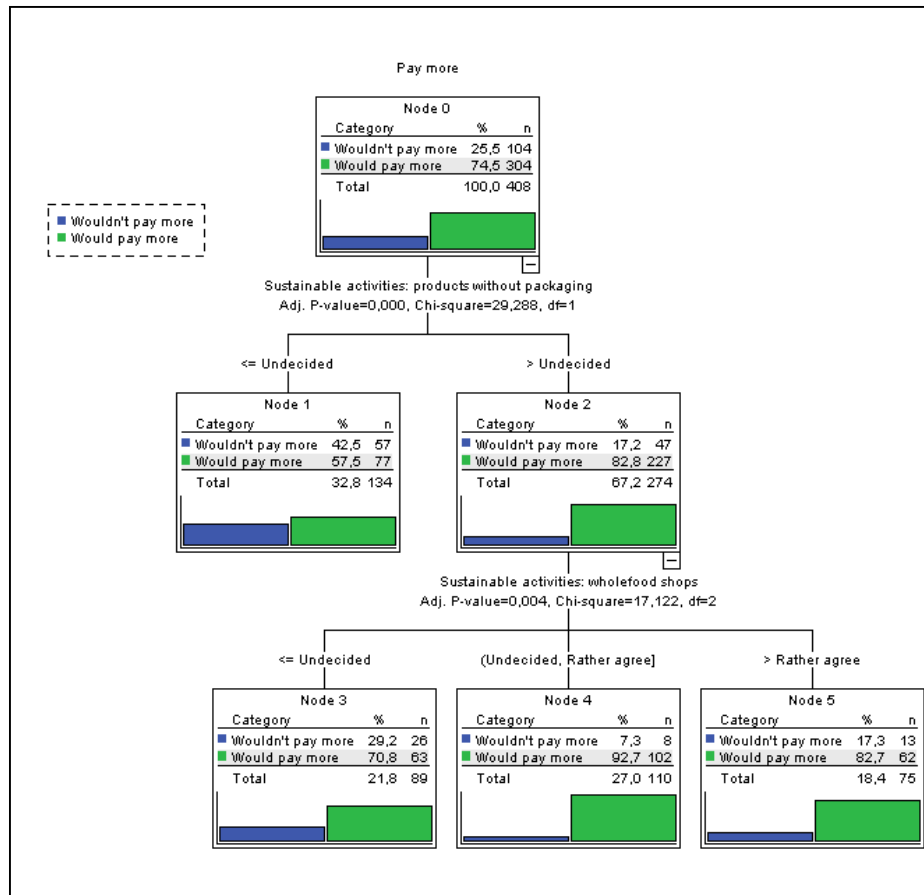 Pay more
Node 0
Category % n
Wouldn't pay more 25,5 104
Would pay more 74,5 304
Total 100,0 408
Wouldn't pay more
Would pay more
Sustainable activities: products without packaging
Adj. P-value=0,000, Chi-square=29,288, df=1
<= Undecided
> Undecided
Node 1
Category % n
Wouldn't pay more 42,5 57
Would pay more 57,5 77
Total 32,8 134
Node 2
Category % n
Wouldn't pay more 17,2 47
Would pay more 82,8 227
Total 67,2 274
Sustainable activities: wholefood shops
Adj. P-value=0,004, Chi-square=17,122, df=2
<= Undecided
(Undecided, Rather agree]
> Rather agree
Node 3
Category % n
Wouldn't pay more 29,2 26
Would pay more 70,8 63
Total 21,8 89
Node 4
Category % n
Wouldn't pay more 7,3 8
Would pay more 92,7 102
Total 27,0 110
Node 5
Category % n
Wouldn't pay more 17,3 13
Would pay more 82,7 62
Total 18,4 75